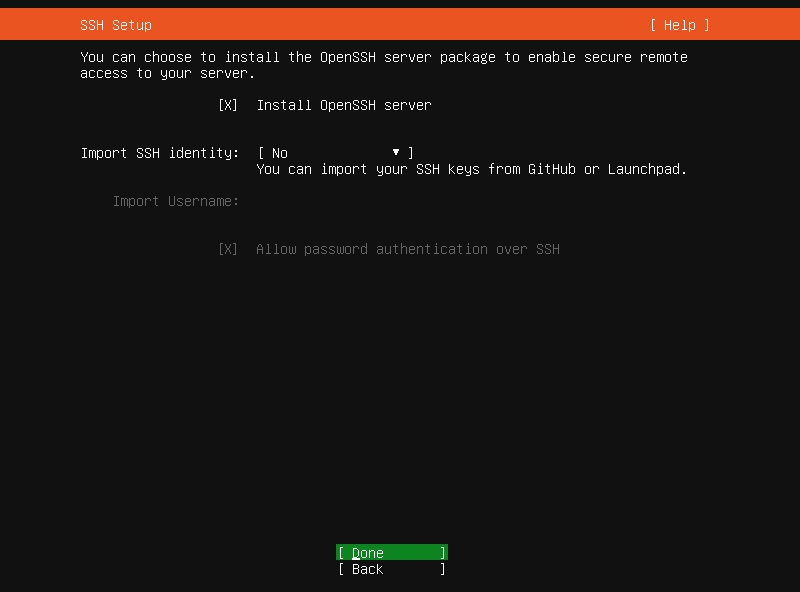 SSH Setup [ Help ]
You can choose to install the OpenSSH server package to enable secure remote
access to your server.
[X] Install OpenSSH server
Import SSH identity: [ No ▾ ]
You can import your SSH keys from GitHub or Launchpad.
Import Username:
[X] Allow password authentication over SSH
[ Done ]
[ Back ]